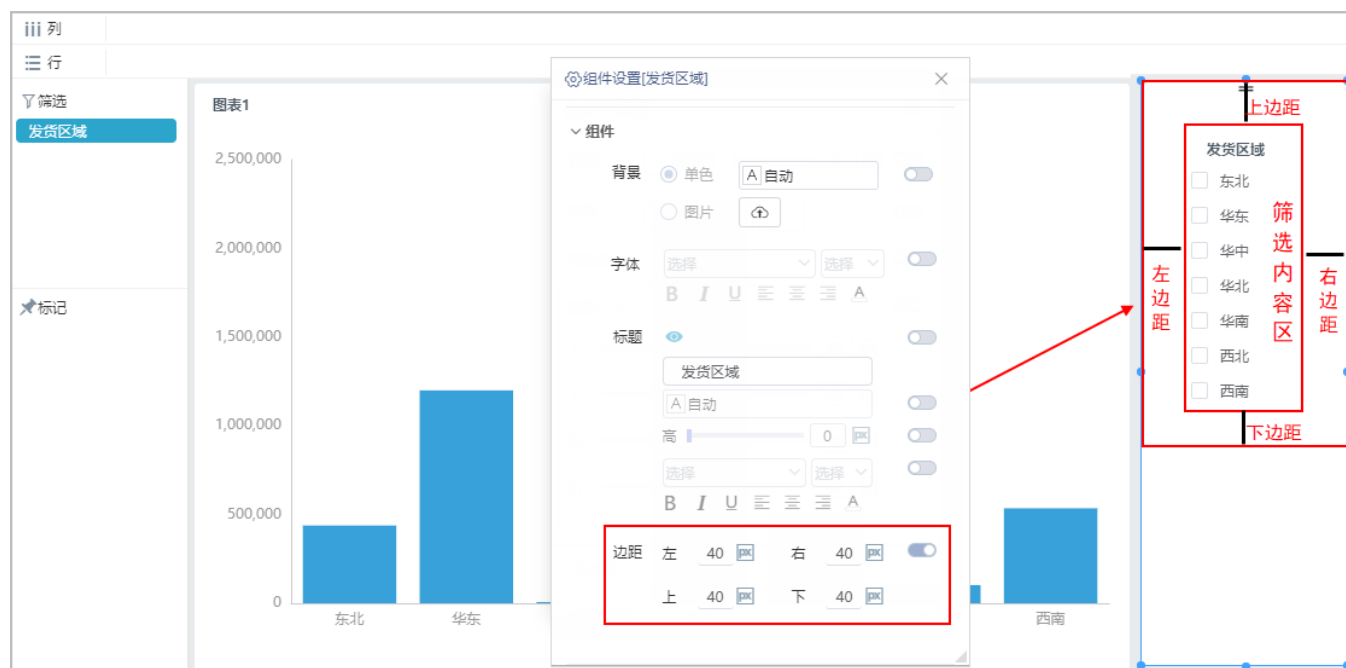 列
行
筛选
发货区域
标记
图表1
2,500,000
2,000,000
1,500,000
1,000,000
500,000
0
东北
华东
西南
组件设置[发货区域]
组件
背景 单色 A 自动
图片
字体 选择 选择
B I U A
标题
发货区域
A 自动
高 0 px
选择 选择
B I U A
边距 左 40 px 右 40 px
上 40 px 下 40 px
上边距
发货区域
东北
华东
华中
华北
华南
西北
西南
筛选内容区
左边距
右边距
下边距